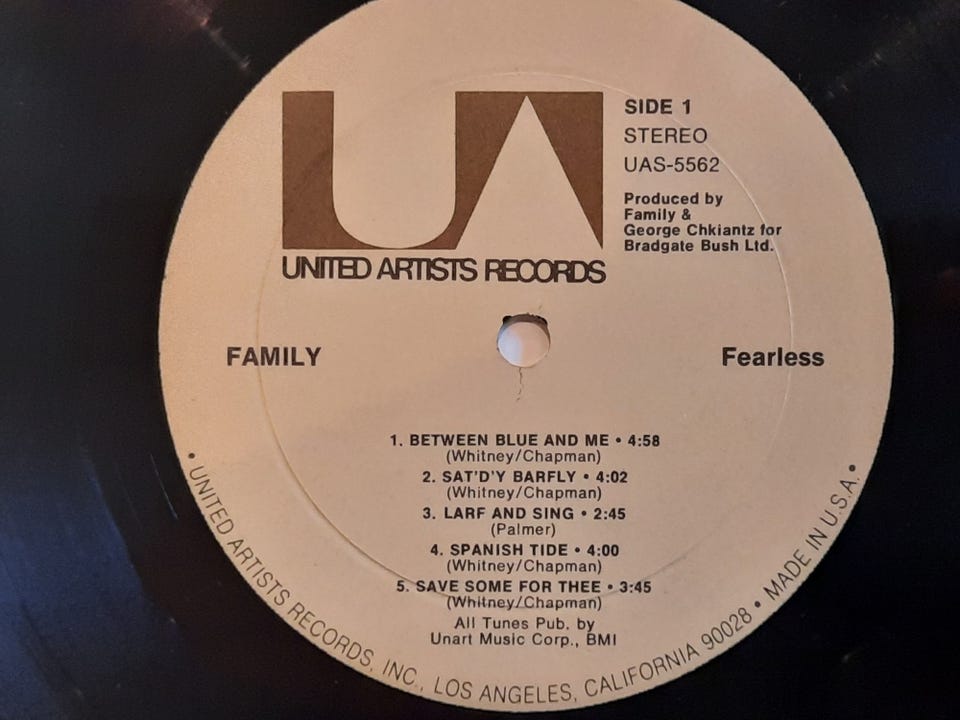 UA
UNITED ARTISTS RECORDS
SIDE 1
STEREO
UAS-5562
Produced by
Family &
George Chkiantz for
Bradgate Bush Ltd.
FAMILY
Fearless
1. BETWEEN BLUE AND ME • 4:58
(Whitney/Chapman)
2. SAT'D'Y BARFLY • 4:02
(Whitney/Chapman)
3. LARF AND SING • 2:45
(Palmer)
4. SPANISH TIDE • 4:00
(Whitney/Chapman)
5. SAVE SOME FOR THEE • 3:45
(Whitney/Chapman)
All Tunes Pub. by
Unart Music Corp., BMI
• UNITED ARTISTS RECORDS, INC., LOS ANGELES, CALIFORNIA 90028 • MADE IN U.S.A. •